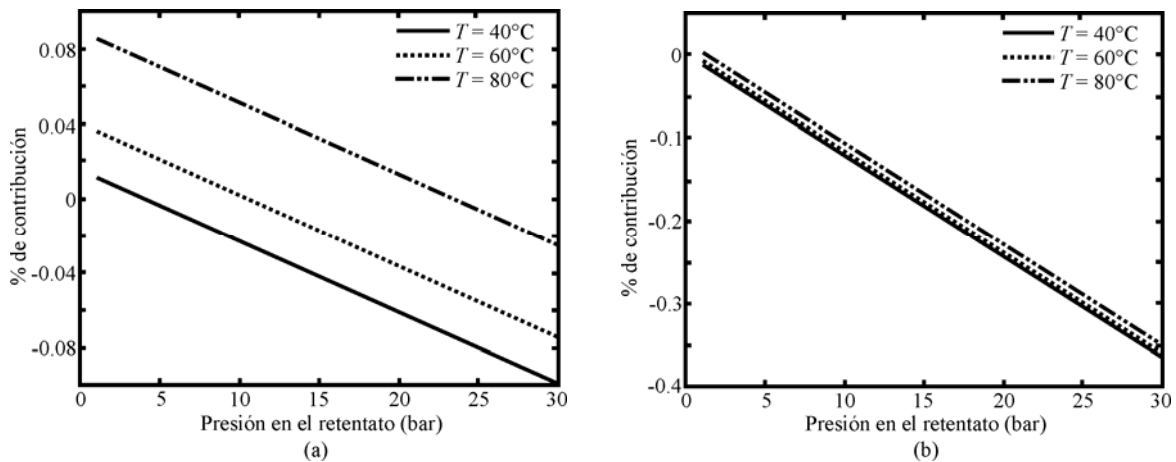 % de contribución
0.08
0.04
0
-0.04
-0.08
T = 40°C
T = 60°C
T = 80°C
0 5 10 15 20 25 30
Presión en el retentato (bar)
(a)
% de contribución
0
-0.1
-0.2
-0.3
-0.4
T = 40°C
T = 60°C
T = 80°C
0 5 10 15 20 25 30
Presión en el retentato (bar)
(b)